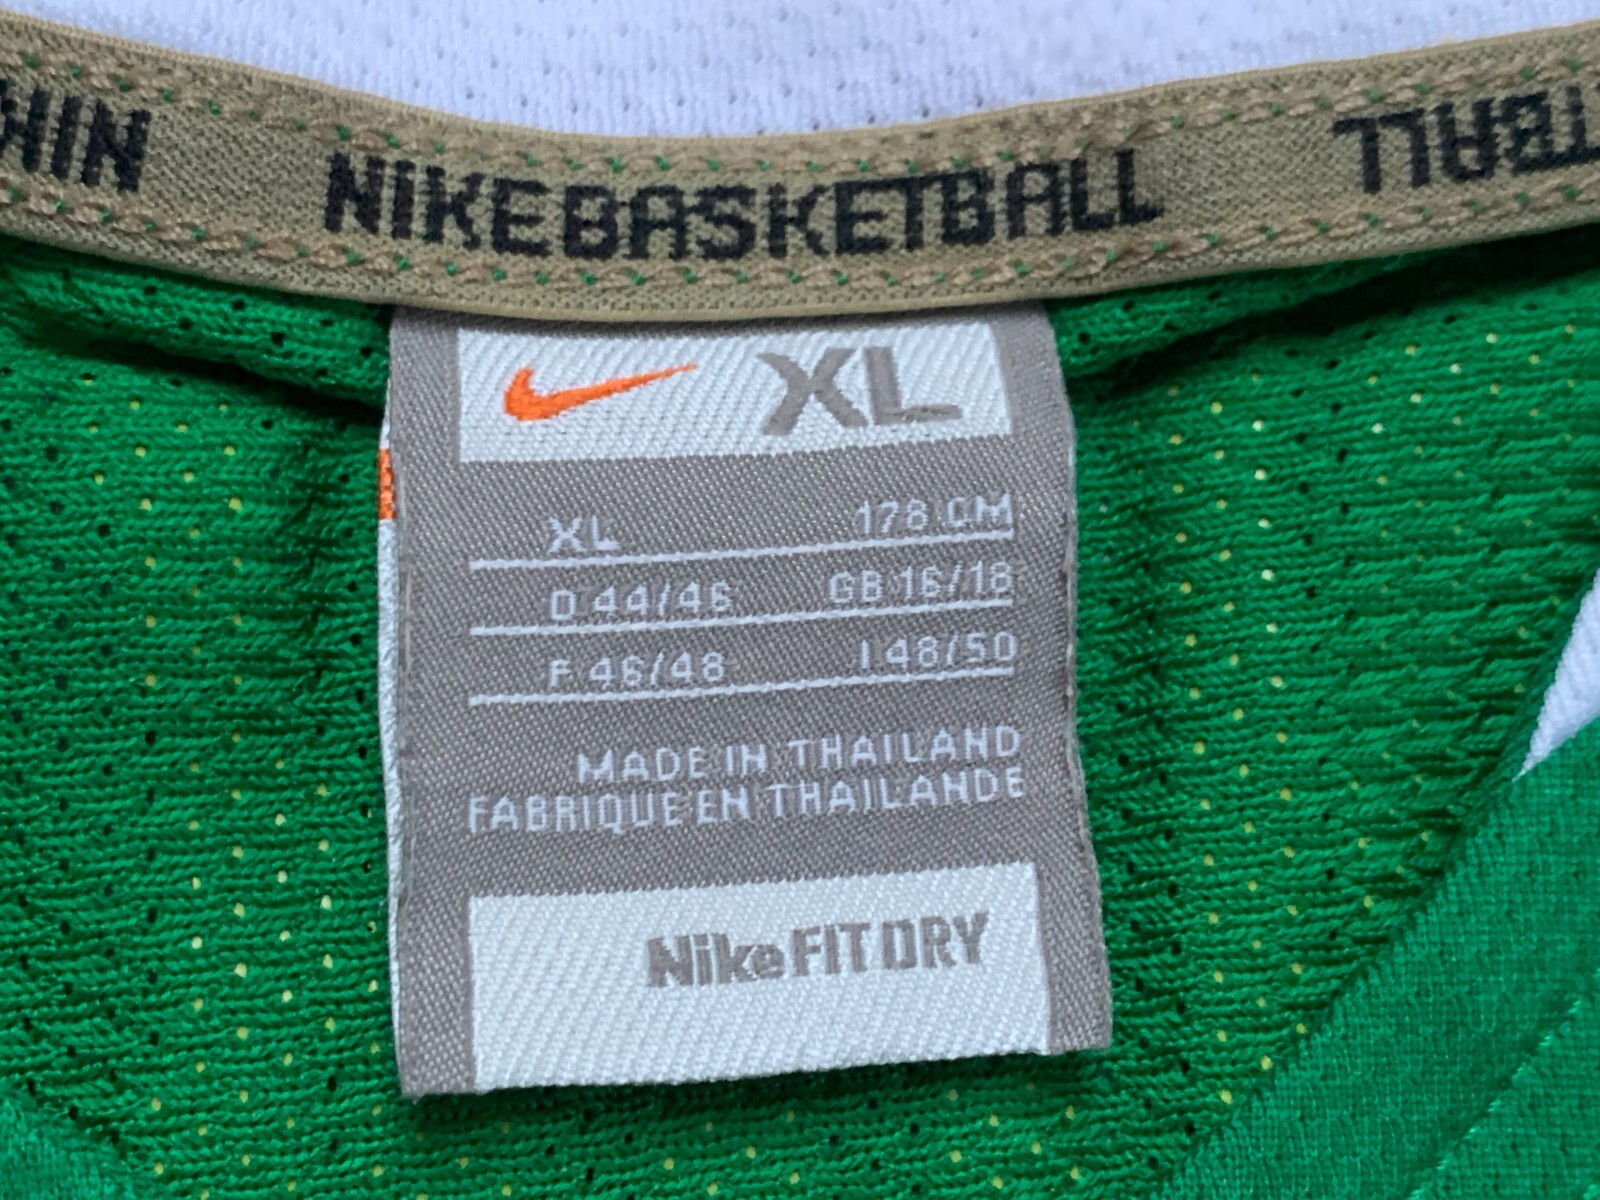 NIKEBASKETBALL
XL
XL 178 CM
D 44/46 GB 16/18
F 46/48 I 48/50
MADE IN THAILAND
FABRIQUE EN THAILANDE
NikeFIT DRY